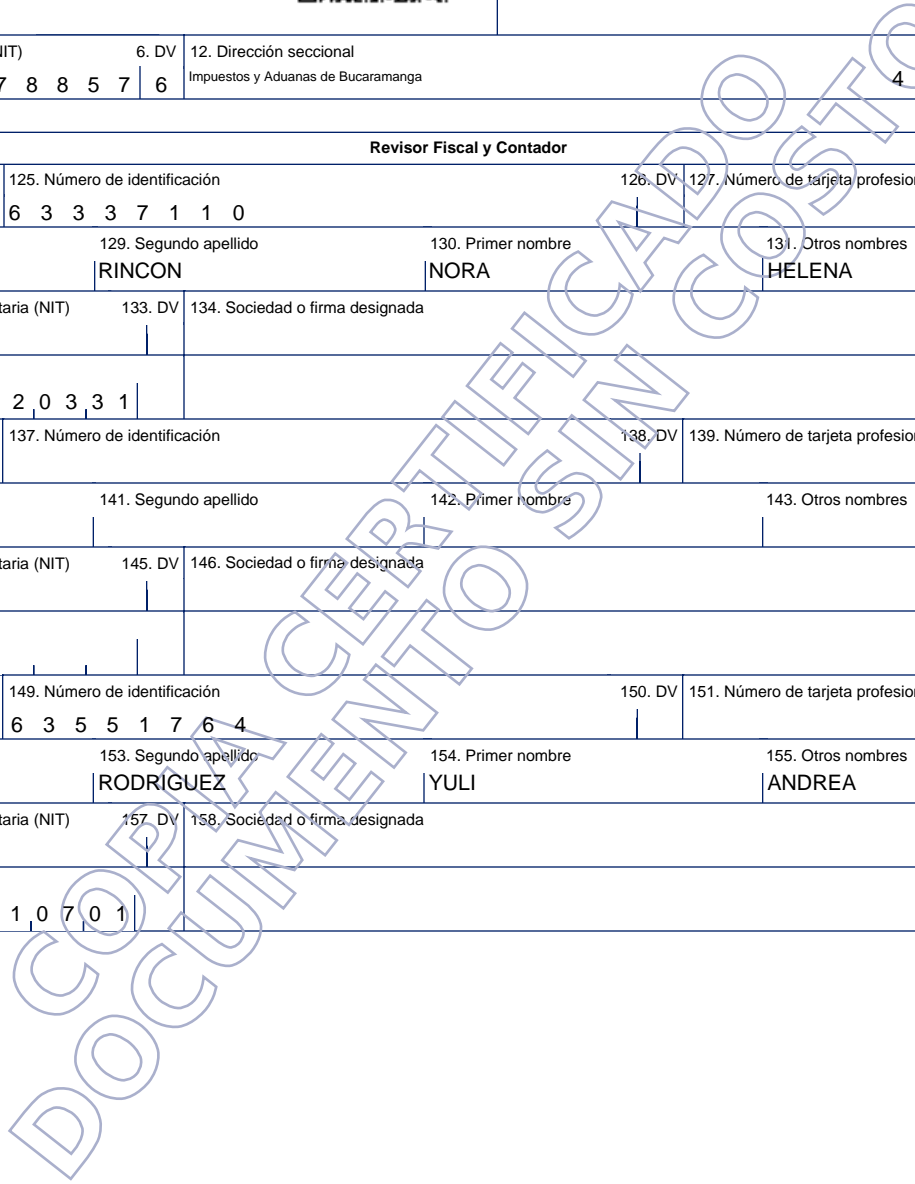 NIT) 6. DV 12. Dirección seccional
7 8 8 5 7 6 Impuestos y Aduanas de Bucaramanga 4
Revisor Fiscal y Contador
125. Número de identificación 126. DV 127. Número de tarjeta profesion
6 3 3 3 7 1 1 0
129. Segundo apellido 130. Primer nombre 131. Otros nombres
RINCON NORA HELENA
taria (NIT) 133. DV 134. Sociedad o firma designada
2 0 3 3 1
137. Número de identificación 138. DV 139. Número de tarjeta profesion
141. Segundo apellido 142. Primer nombre 143. Otros nombres
taria (NIT) 145. DV 146. Sociedad o firma designada
149. Número de identificación 150. DV 151. Número de tarjeta profesion
6 3 5 5 1 7 6 4
153. Segundo apellido 154. Primer nombre 155. Otros nombres
RODRIGUEZ YULI ANDREA
taria (NIT) 157. DV 158. Sociedad o firma designada
1 0 7 0 1
COPIA CERTIFICADO
DOCUMENTO SIN COSTO